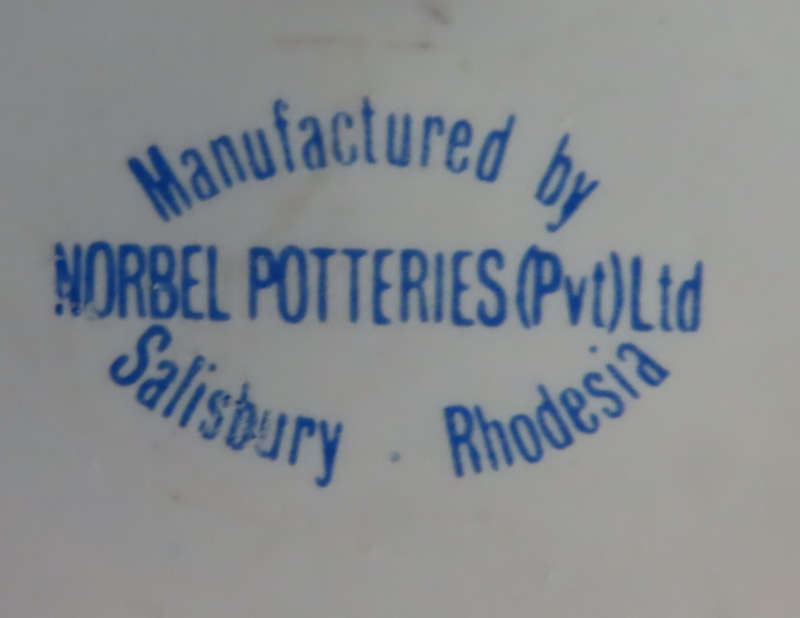 Manufactured by
NORBEL POTTERIES (Pvt) Ltd
Salisbury . Rhodesia